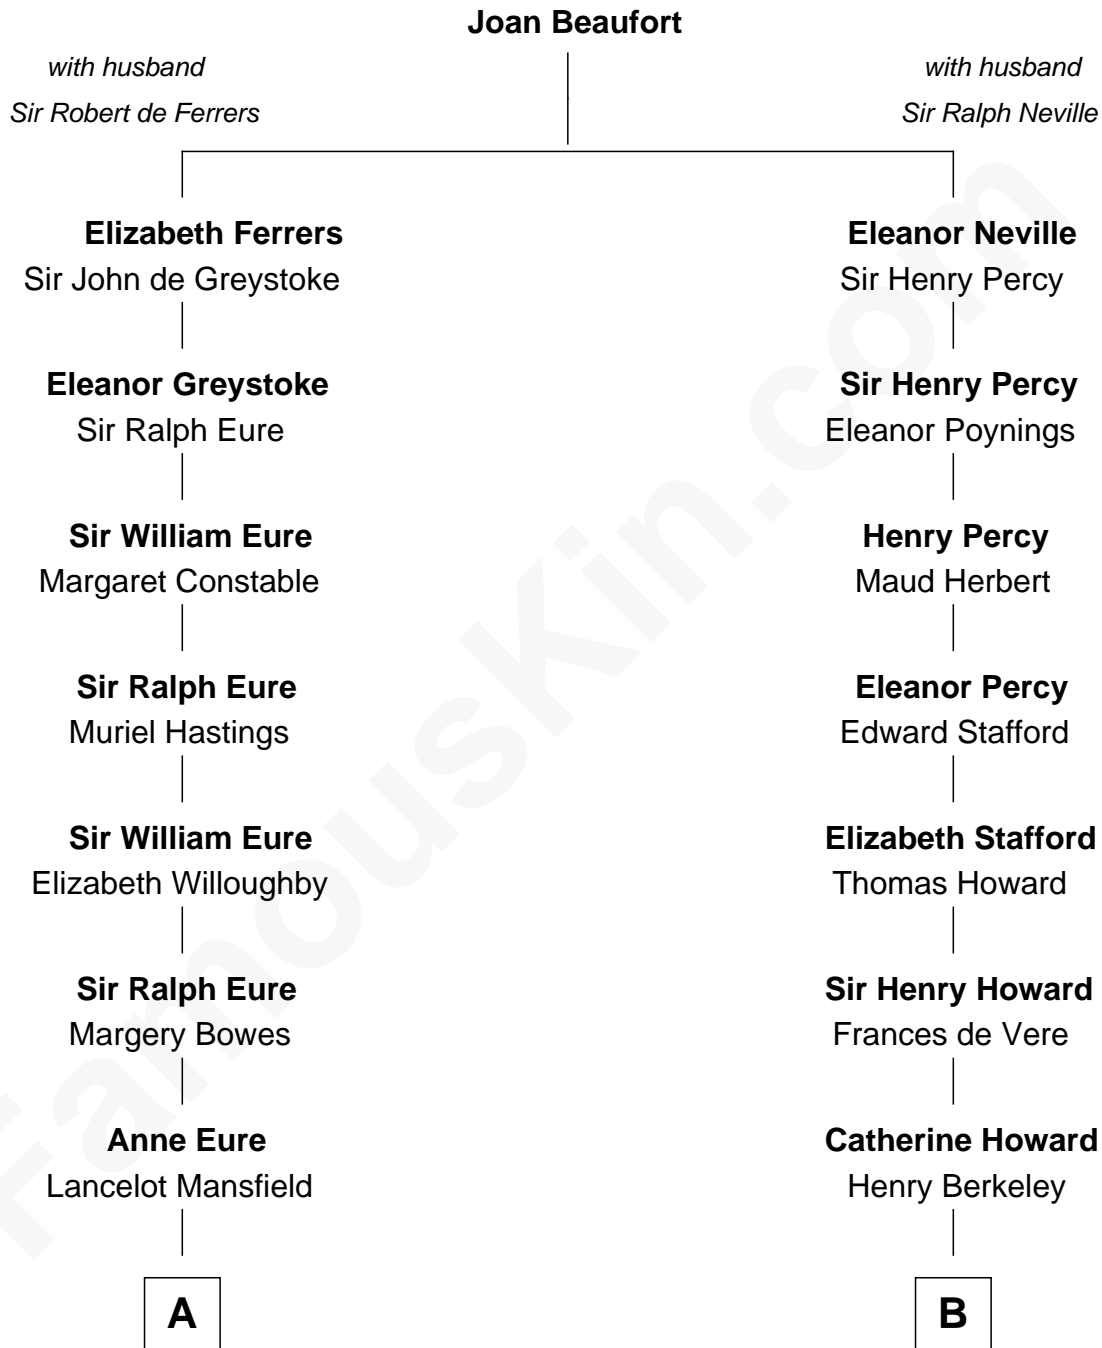 Joan Beaufort
with husband
Sir Robert de Ferrers
with husband
Sir Ralph Neville
Elizabeth Ferrers
Sir John de Greystoke
Eleanor Neville
Sir Henry Percy
Eleanor Greystoke
Sir Ralph Eure
Sir Henry Percy
Eleanor Poynings
Sir William Eure
Margaret Constable
Henry Percy
Maud Herbert
Sir Ralph Eure
Muriel Hastings
Eleanor Percy
Edward Stafford
Sir William Eure
Elizabeth Willoughby
Elizabeth Stafford
Thomas Howard
Sir Ralph Eure
Margery Bowes
Sir Henry Howard
Frances de Vere
Anne Eure
Lancelot Mansfield
Catherine Howard
Henry Berkeley
A
B
FamousKin.com